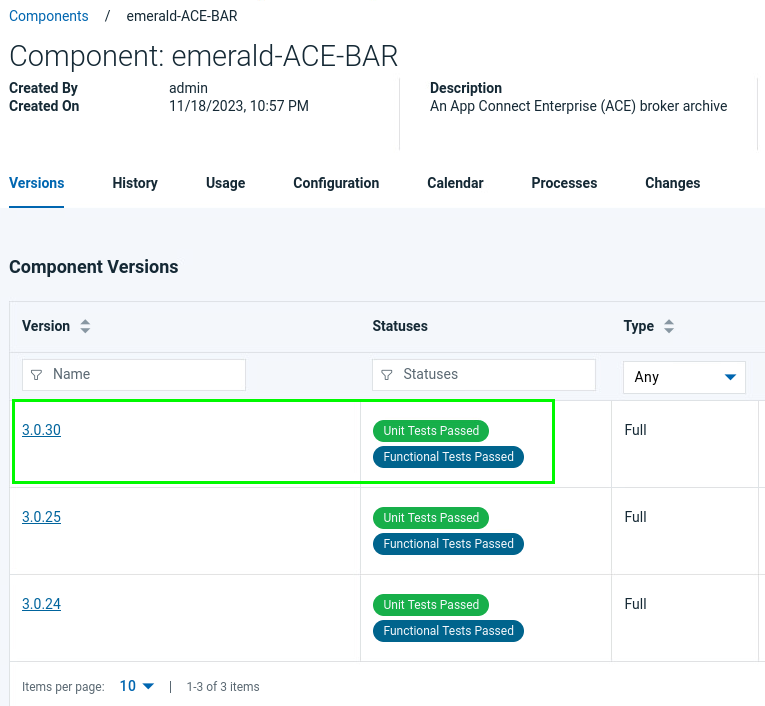 Components / emerald-ACE-BAR
Component: emerald-ACE-BAR
Created By admin
Created On 11/18/2023, 10:57 PM
Description
An App Connect Enterprise (ACE) broker archive
Versions History Usage Configuration Calendar Processes Changes
Component Versions
Version Statuses Type
Name Statuses Any
3.0.30 Unit Tests Passed Full
Functional Tests Passed
3.0.25 Unit Tests Passed Full
Functional Tests Passed
3.0.24 Unit Tests Passed Full
Functional Tests Passed
Items per page: 10 | 1-3 of 3 items